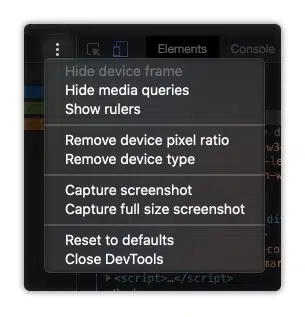 Elements
Console
Hide device frame
Hide media queries
Show rulers
Remove device pixel ratio
Remove device type
Capture screenshot
Capture full size screenshot
Reset to defaults
Close DevTools
<script>…</script>